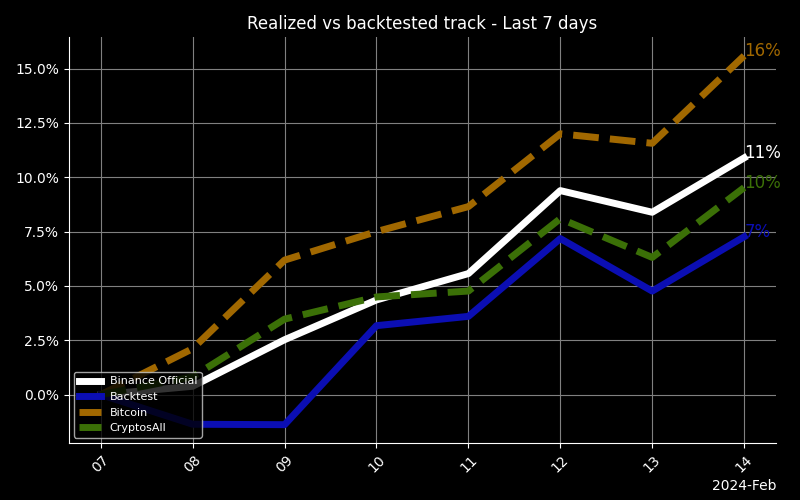 Realized vs backtested track - Last 7 days
16%
15.0%
12.5%
11%
10.0%
10%
7.5%
7%
5.0%
2.5%
0.0%
Binance Official
Backtest
Bitcoin
CryptosAll
07 08 09 10 11 12 13 14
2024-Feb